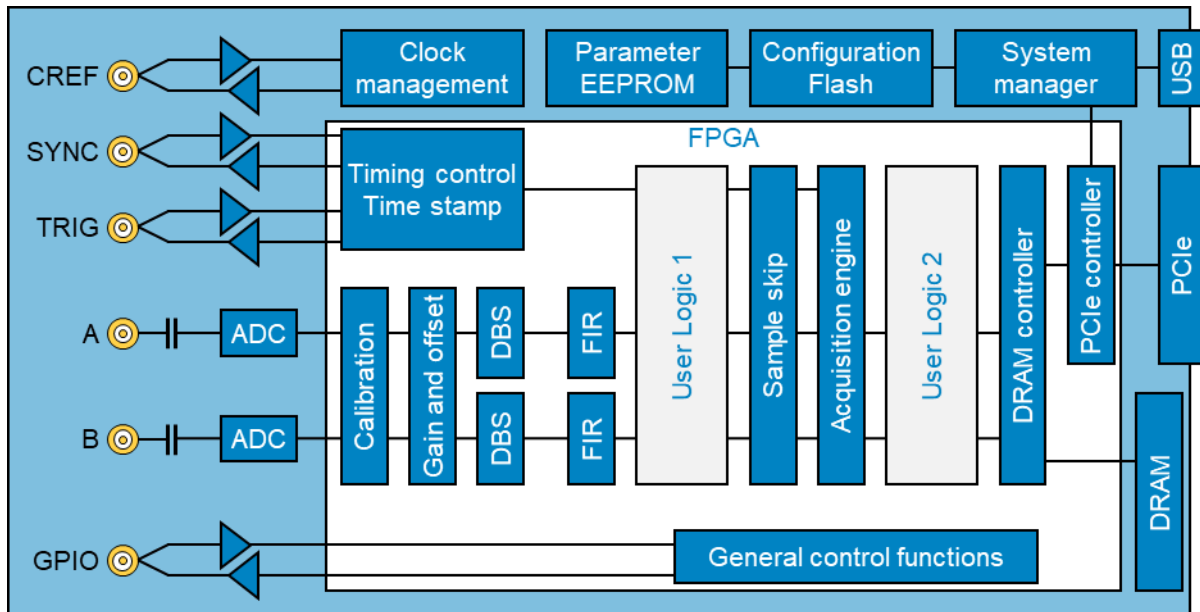 CREF
Clock
management
Parameter
EEPROM
Configuration
Flash
System
manager
USB
SYNC
TRIG
FPGA
Timing control
Time stamp
A
ADC
B
ADC
Calibration
Gain and offset
DBS
DBS
FIR
FIR
User Logic 1
Sample skip
Acquisition engine
User Logic 2
DRAM controller
PCIe controller
PCIe
DRAM
GPIO
General control functions